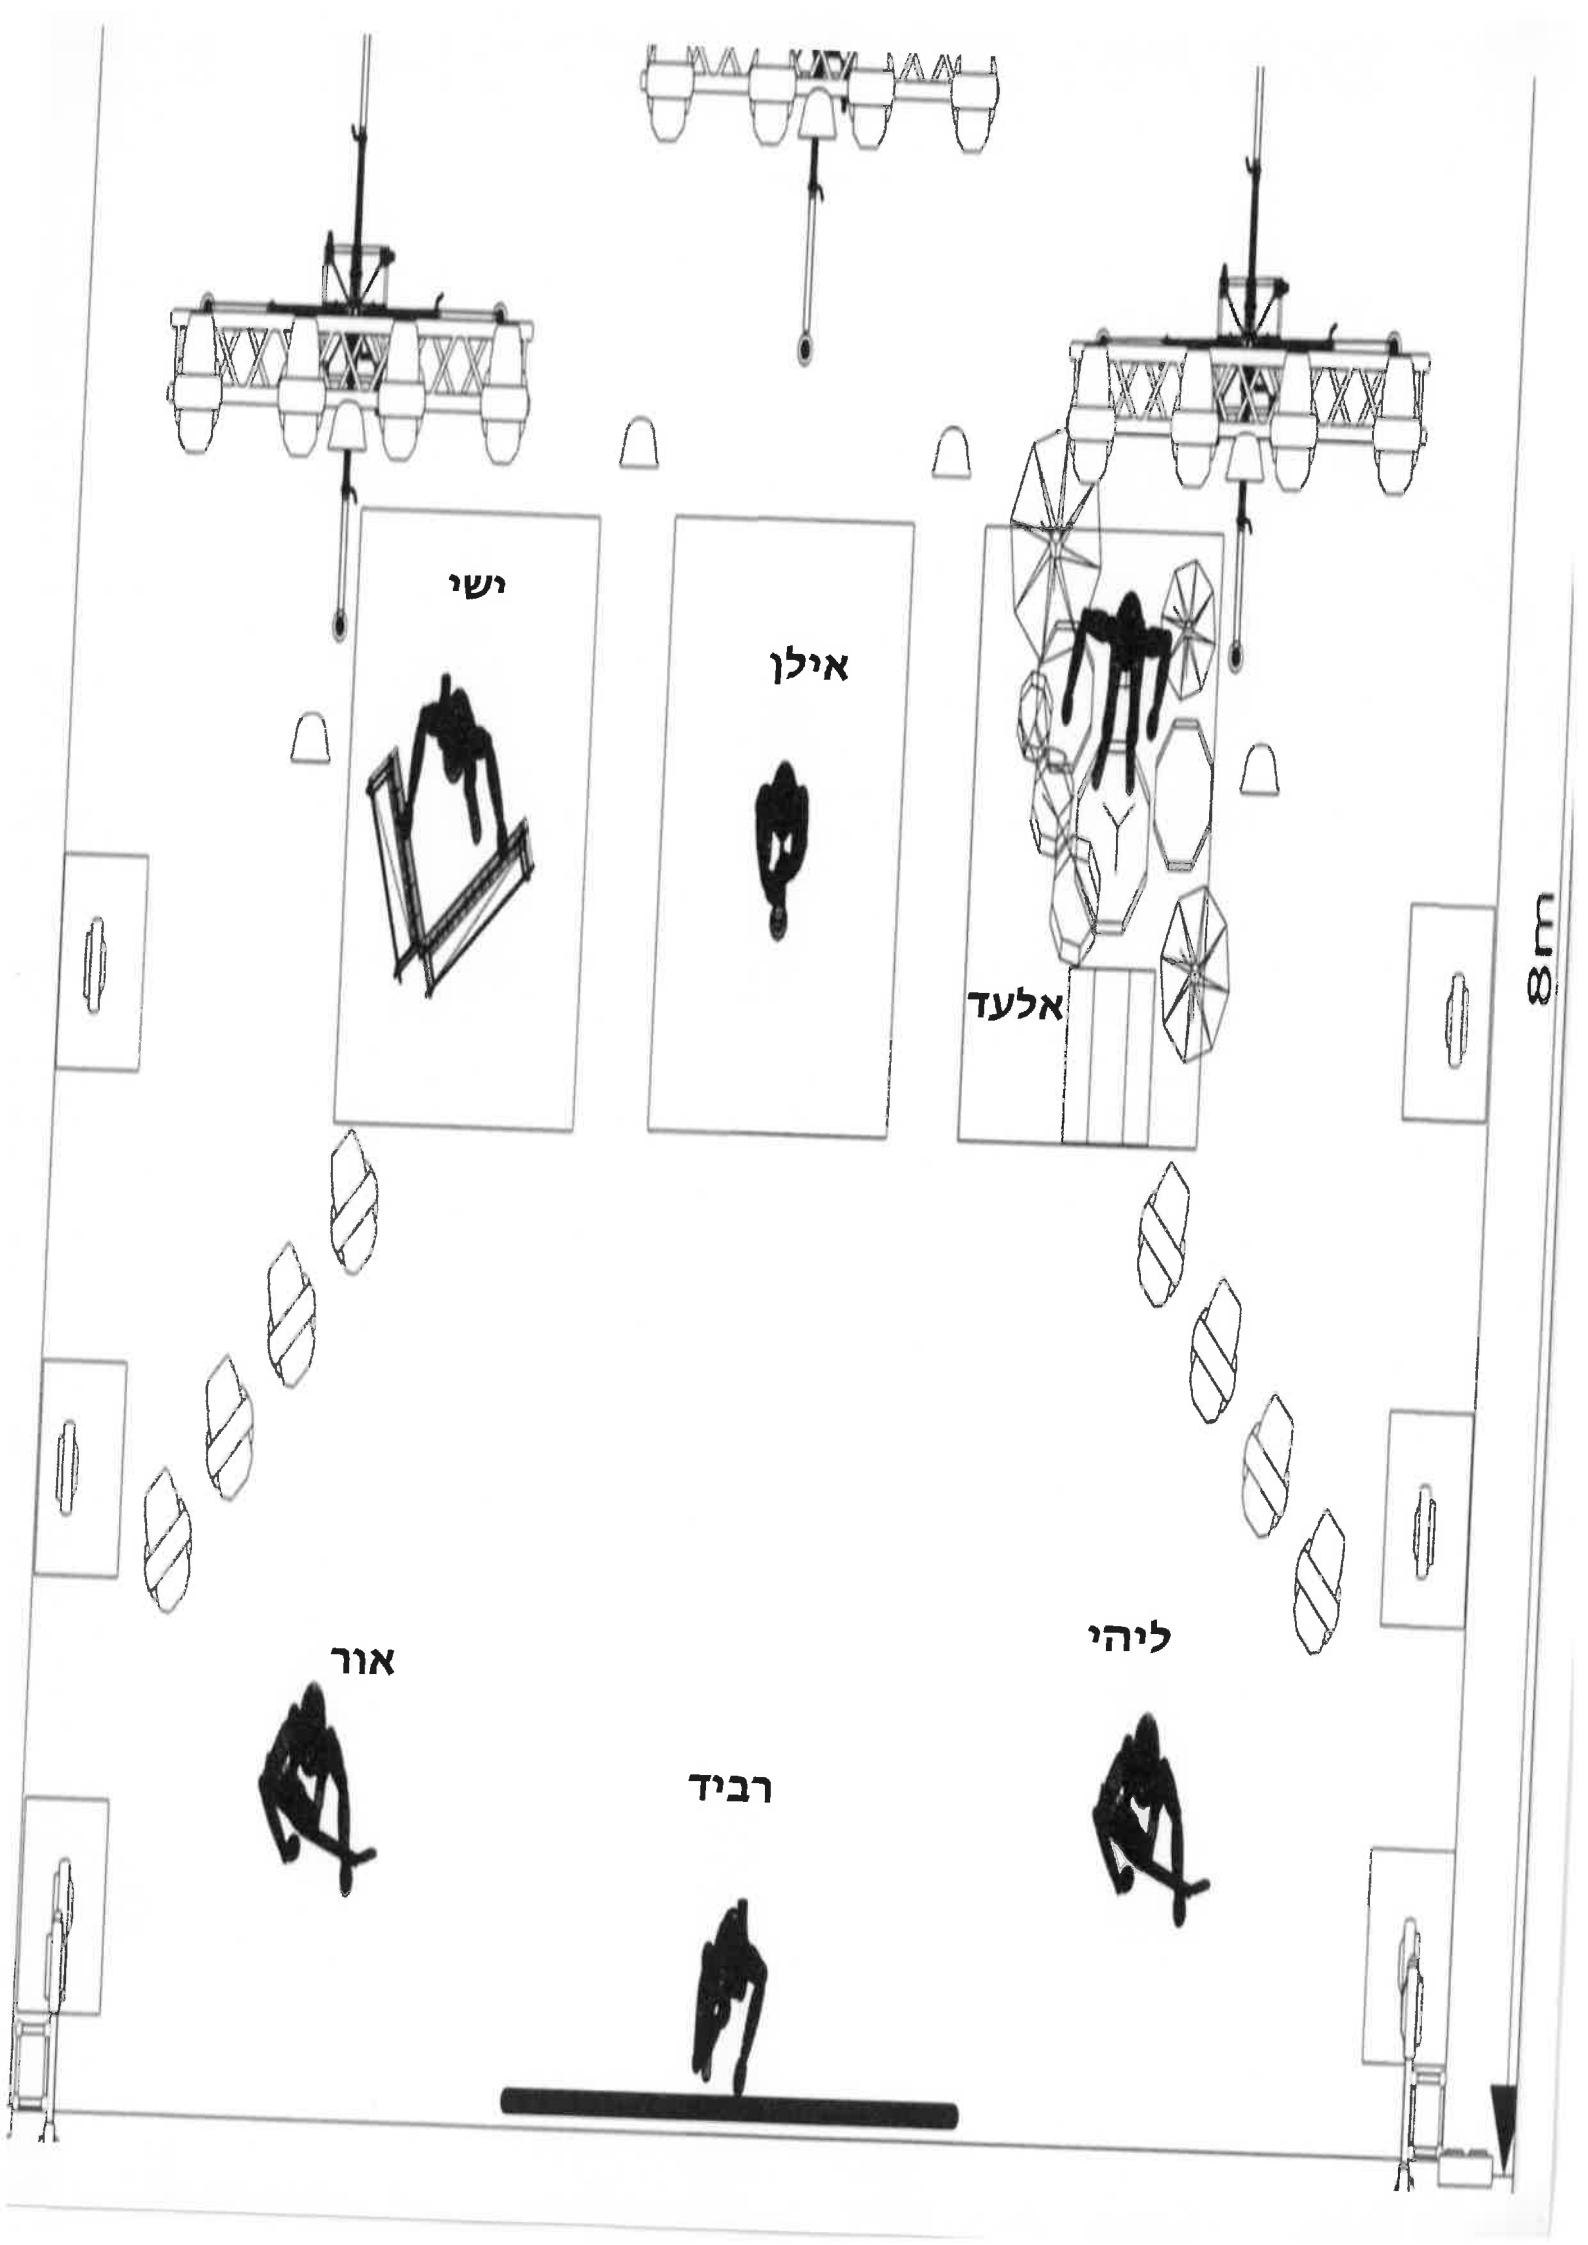 ישי
אילן
אלעד
8m
ליהי
אור
רביד